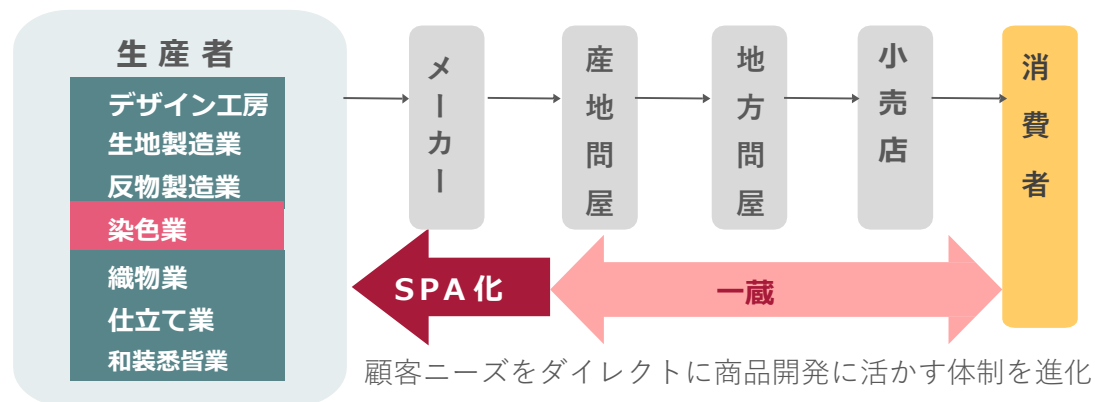 生産者
デザイン工房
生地製造業
反物製造業
染色業
織物業
仕立て業
和装悉皆業
メーカー
産地問屋
地方問屋
小売店
消費者
SPA化
一蔵
顧客ニーズをダイレクトに商品開発に活かす体制を進化